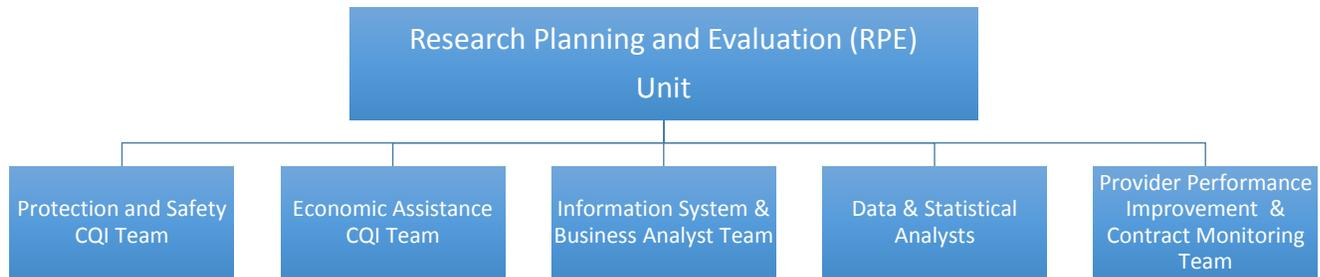 Research Planning and Evaluation (RPE)
Unit
Protection and Safety
CQI Team
Economic Assistance
CQI Team
Information System &
Business Analyst Team
Data & Statistical
Analysts
Provider Performance
Improvement & 
Contract Monitoring
Team